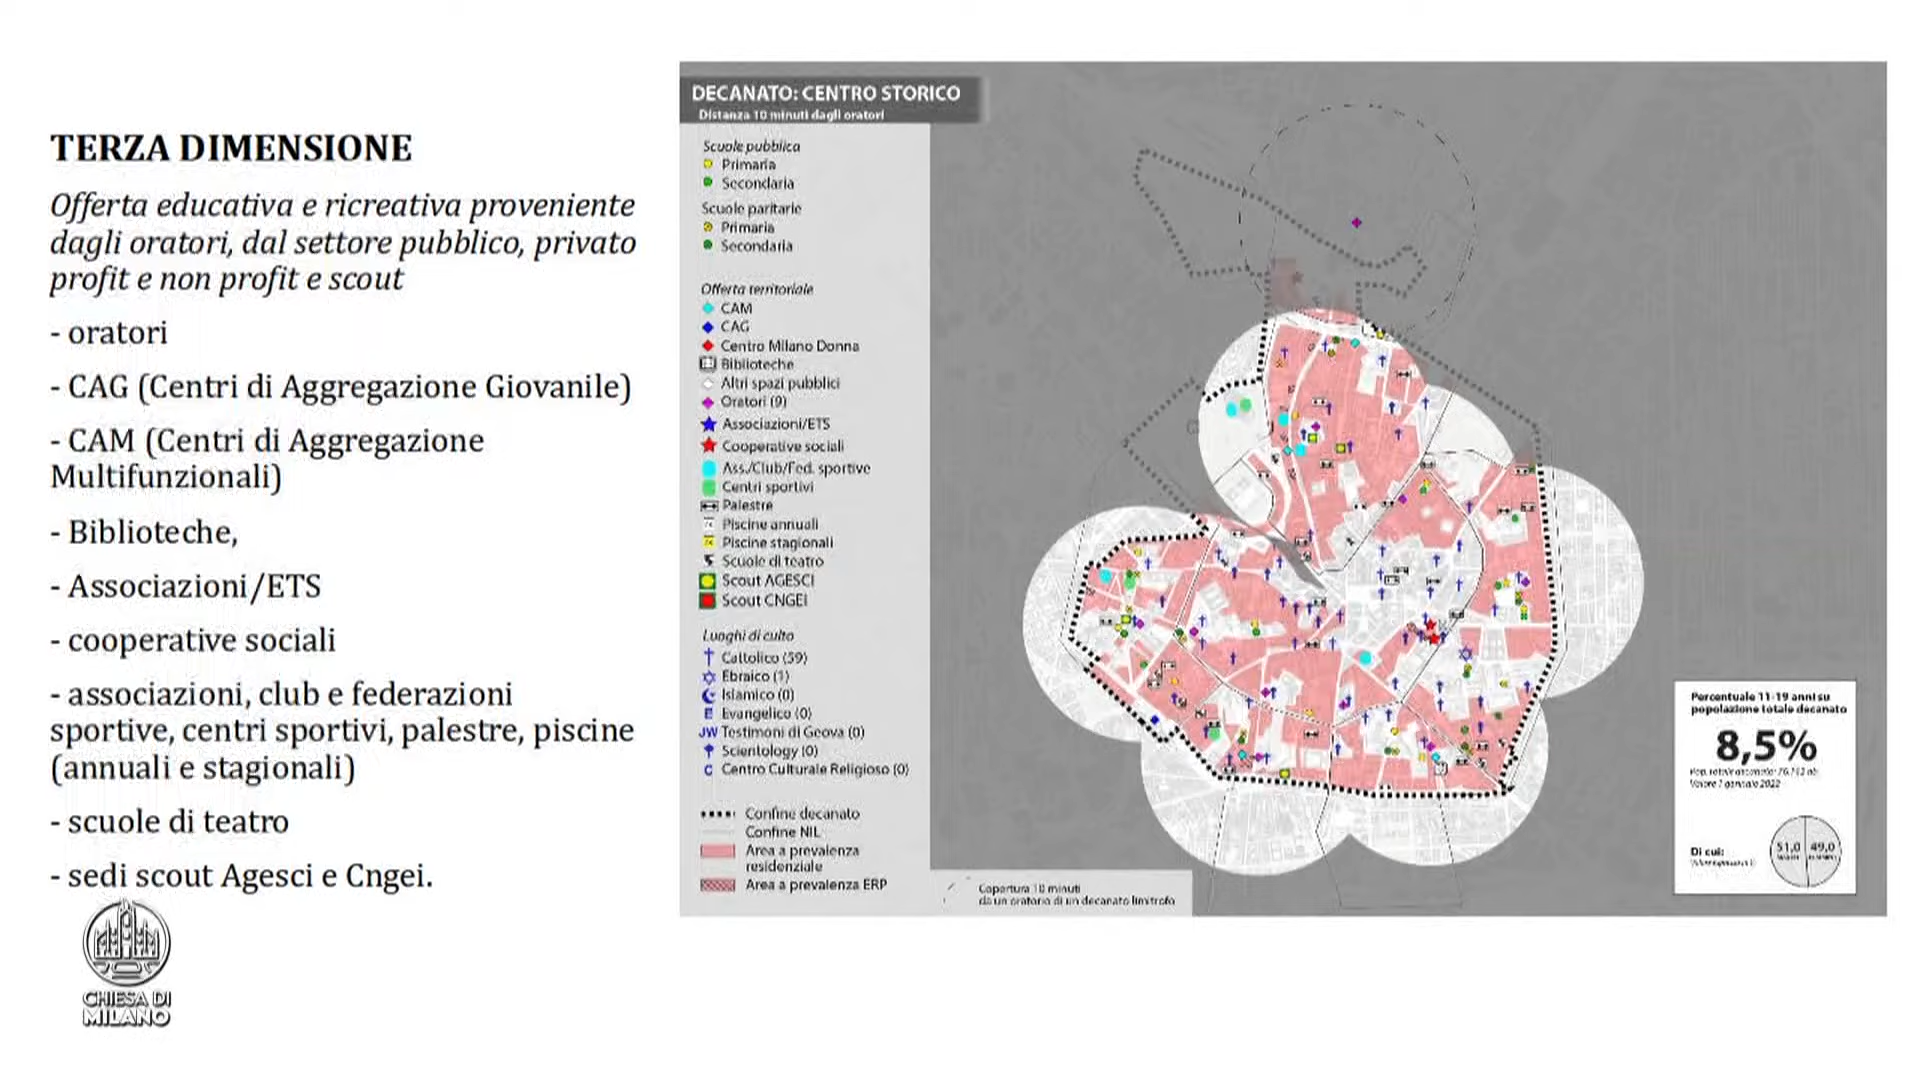 TERZA DIMENSIONE
Offerta educativa e ricreativa proveniente
dagli oratori, dal settore pubblico, privato
profit e non profit e scout
- oratori
- CAG (Centri di Aggregazione Giovanile)
- CAM (Centri di Aggregazione
Multifunzionali)
- Biblioteche,
- Associazioni/ETS
- cooperative sociali
- associazioni, club e federazioni
sportive, centri sportivi, palestre, piscine
(annuali e stagionali)
- scuole di teatro
- sedi scout Agesci e Cngei.
CHIESA DI
MILANO
DECANATO: CENTRO STORICO
Distanza 10 minuti dagli oratori
Scuole pubblica
Primaria
Secondaria
Scuole paritarie
Primaria
Secondaria
Offerta territoriale
CAM
CAG
Centro Milano Donna
Biblioteche
Altri spazi pubblici
Oratori (9)
Associazioni/ETS
Cooperative sociali
Ass./Club/Fed. sportive
Centri sportivi
Palestre
Piscine annuali
Piscine stagionali
Scuole di teatro
Scout AGESCI
Scout CNGEI
Luoghi di culto
Cattolico (59)
Ebraico (1)
Islamico (0)
E Evangelico (0)
JW Testimoni di Geova (0)
Scientology (0)
C Centro Culturale Religioso (0)
Confine decanato
Confine NIL
Area a prevalenza
residenziale
Area a prevalenza ERP
Copertura 10 minuti
da un oratorio di un decanato limitrofo
Percentuale 11-19 anni su
popolazione totale decanato
8,5%
Valore 1 gennaio 2022
Di cui:
51,0 49,0